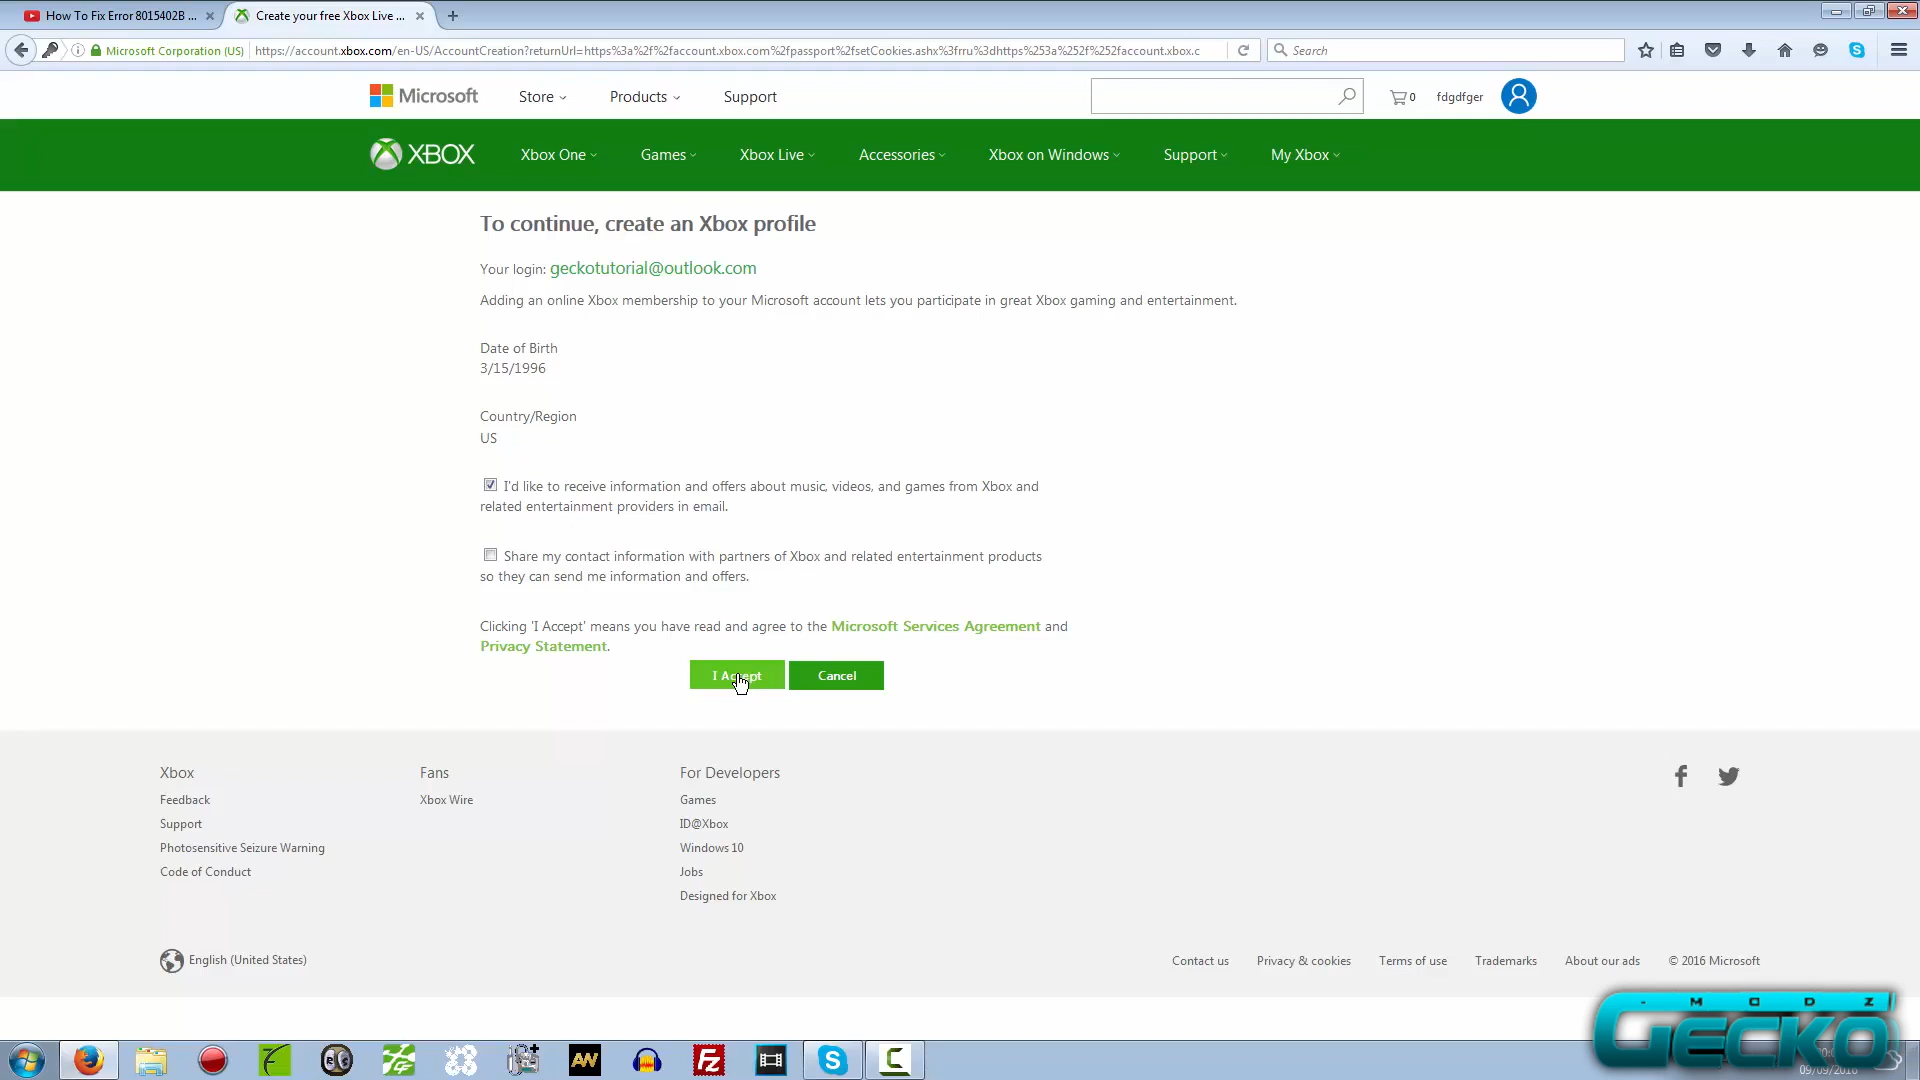 How To Fix Error 8015402B ...
Create your free Xbox Live ...
Microsoft Corporation (US)
https://account.xbox.com/en-US/AccountCreation?returnUrl=https%3a%2f%2faccount.xbox.com%2fpassport%2fsetCookies.ashx%3frru%3dhttps%253a%252f%252faccount.xbox.c
Search
Microsoft
Store
Products
Support
0
fdgdfger
XBOX
Xbox One
Games
Xbox Live
Accessories
Xbox on Windows
Support
My Xbox
To continue, create an Xbox profile
Your login: geckotutorial@outlook.com
Adding an online Xbox membership to your Microsoft account lets you participate in great Xbox gaming and entertainment.
Date of Birth
3/15/1996
Country/Region
US
I'd like to receive information and offers about music, videos, and games from Xbox and
related entertainment providers in email.
Share my contact information with partners of Xbox and related entertainment products
so they can send me information and offers.
Clicking 'I Accept' means you have read and agree to the Microsoft Services Agreement and
Privacy Statement.
I Accept
Cancel
Xbox
Feedback
Support
Photosensitive Seizure Warning
Code of Conduct
Fans
Xbox Wire
For Developers
Games
ID@Xbox
Windows 10
Jobs
Designed for Xbox
English (United States)
Contact us
Privacy & cookies
Terms of use
Trademarks
About our ads
© 2016 Microsoft
- MODZ
GECKO
AW
FZ
09/09/2016